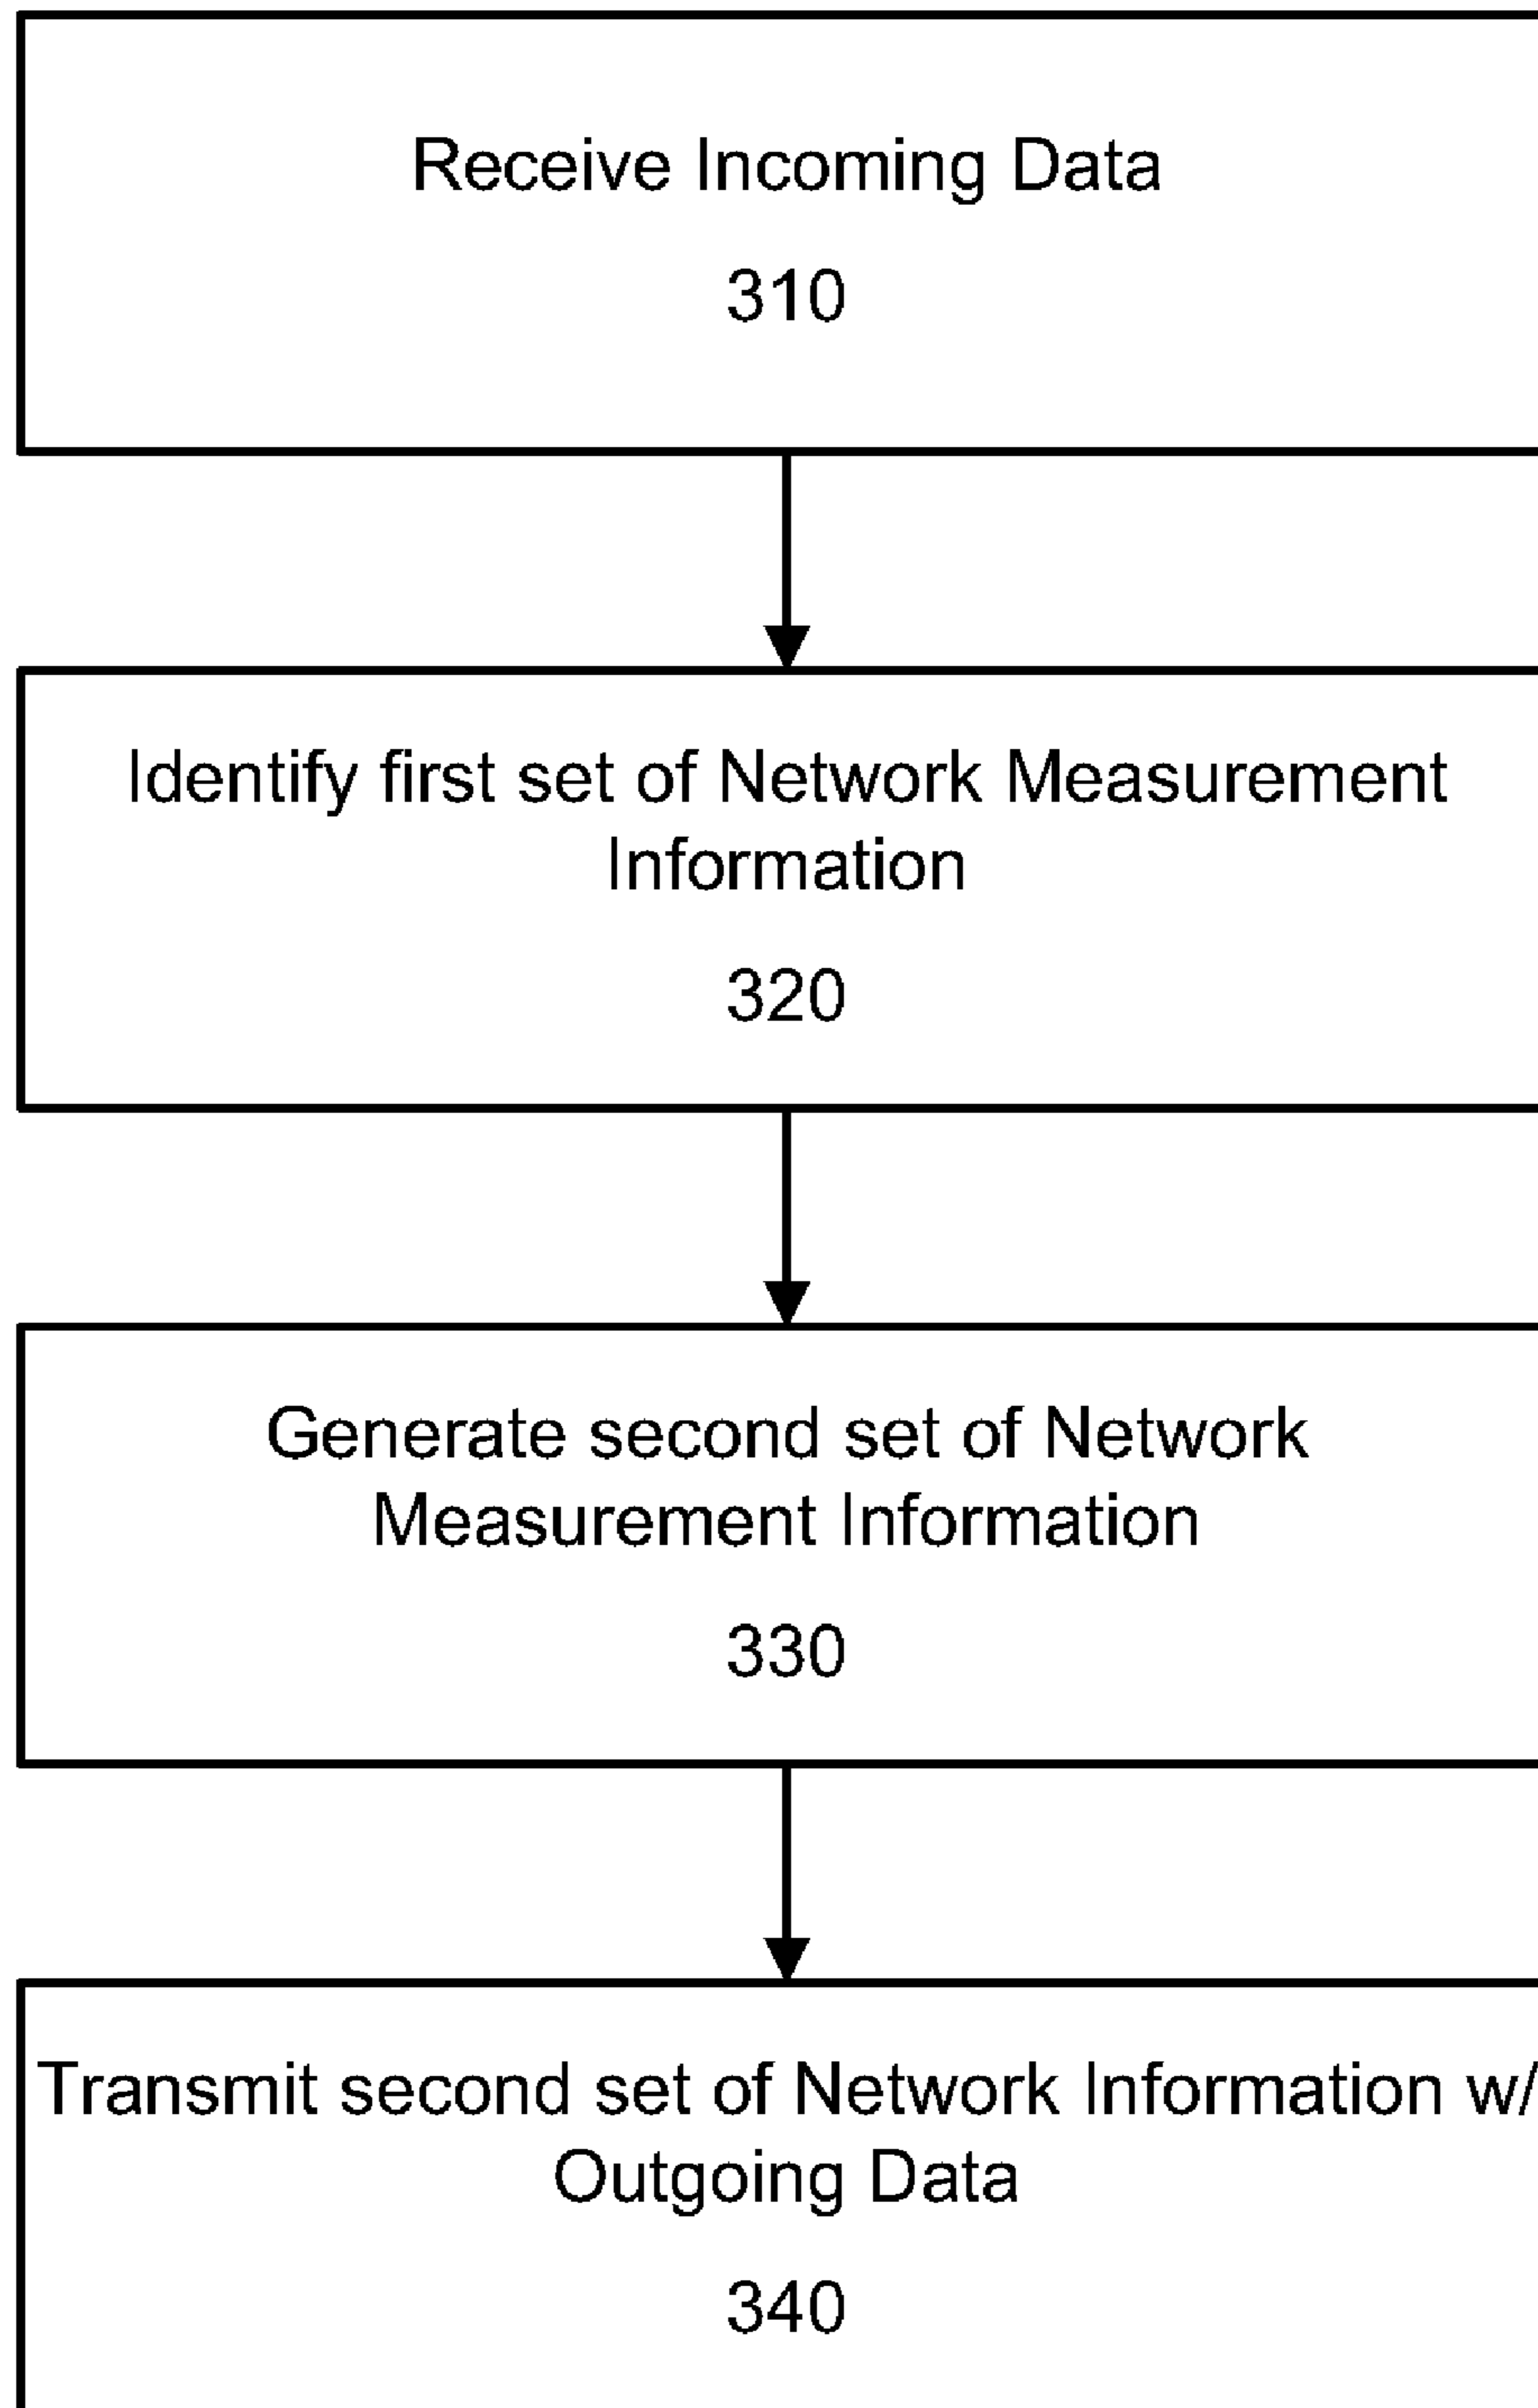 Receive Incoming Data
310
Identify first set of Network Measurement
Information
320
Generate second set of Network
Measurement Information
330
Transmit second set of Network Information w/
Outgoing Data
340